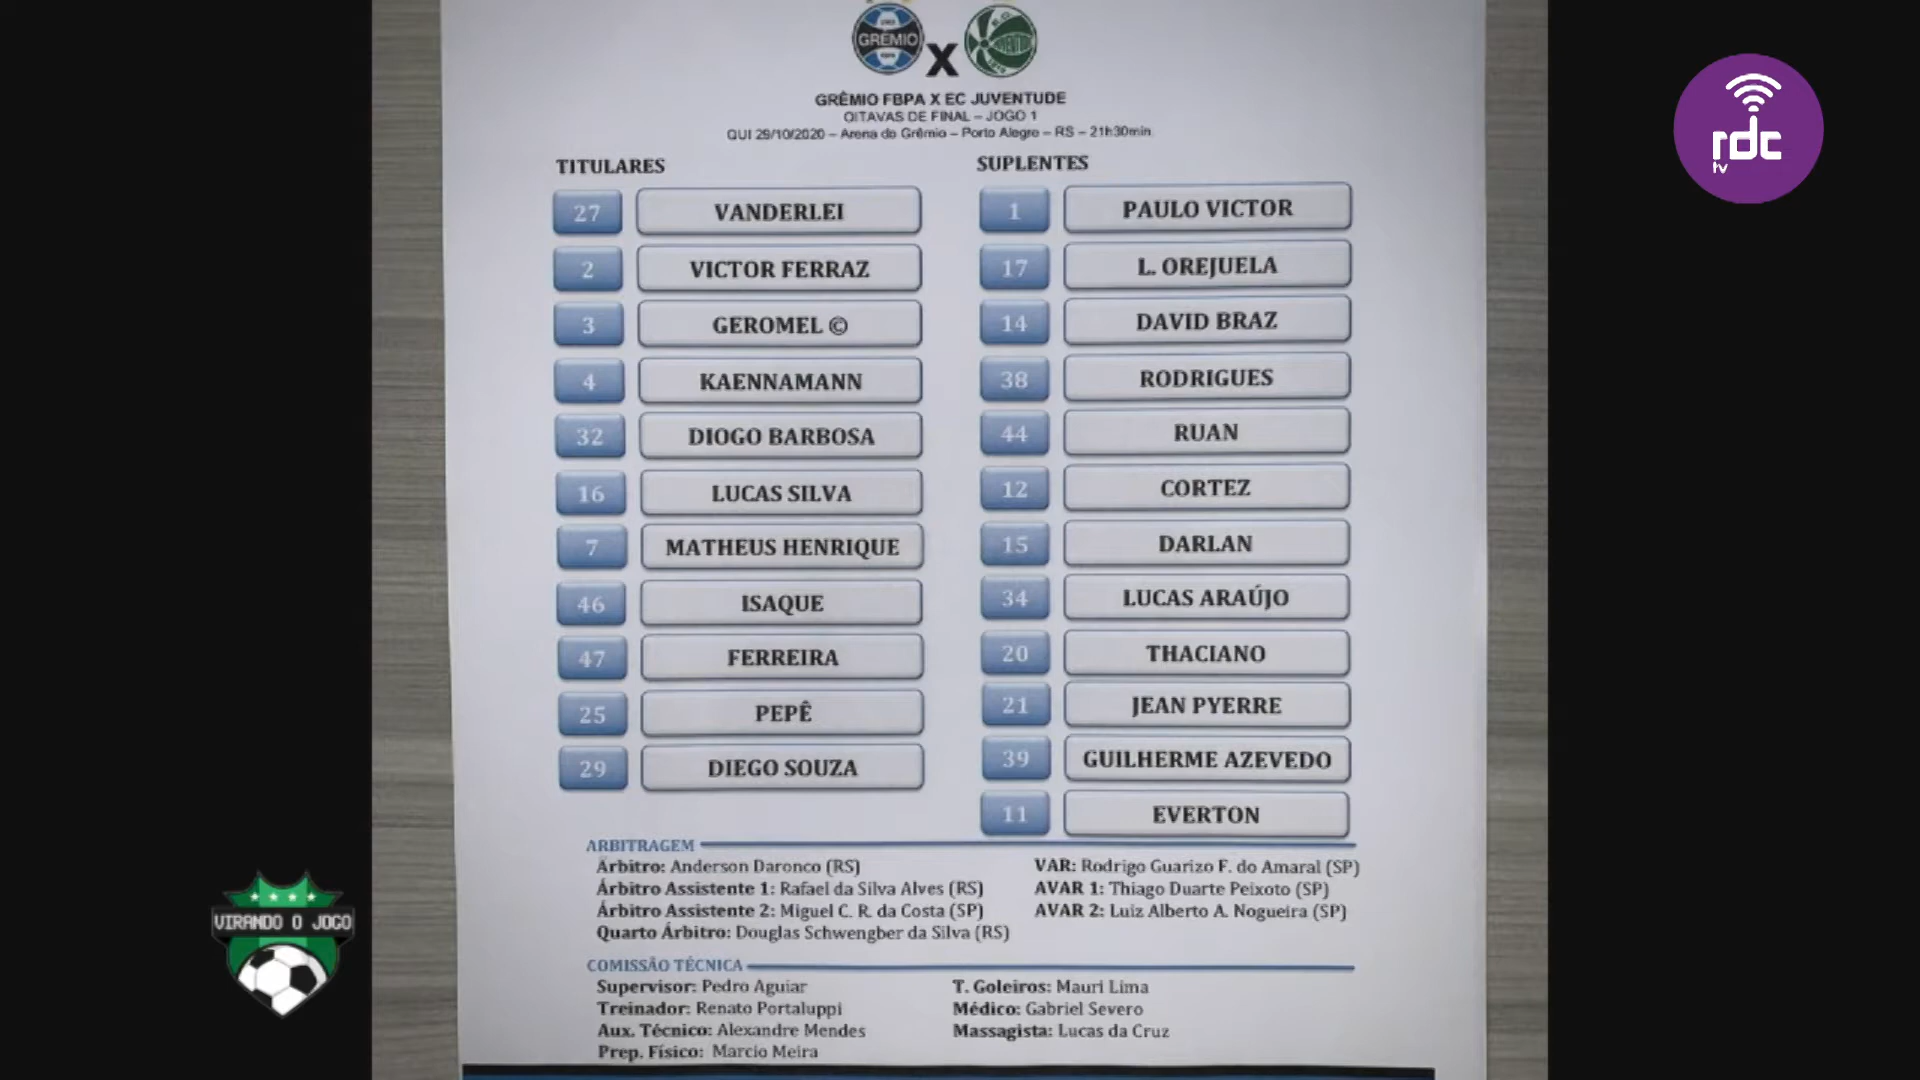 GRÊMIO
JUVENTUDE
X
GRÊMIO FBPA X EC JUVENTUDE
OITAVAS DE FINAL – JOGO 1
QUI 29/10/2020 – Arena do Grêmio – Porto Alegre – RS – 21h30min
rdc
tv
TITULARES
27 VANDERLEI
2 VICTOR FERRAZ
3 GEROMEL ©
4 KAENNAMANN
32 DIOGO BARBOSA
16 LUCAS SILVA
7 MATHEUS HENRIQUE
46 ISAQUE
47 FERREIRA
25 PEPÊ
29 DIEGO SOUZA
SUPLENTES
1 PAULO VICTOR
17 L. OREJUELA
14 DAVID BRAZ
38 RODRIGUES
44 RUAN
12 CORTEZ
15 DARLAN
34 LUCAS ARAÚJO
20 THACIANO
21 JEAN PYERRE
39 GUILHERME AZEVEDO
11 EVERTON
ARBITRAGEM
Árbitro: Anderson Daronco (RS)
Árbitro Assistente 1: Rafael da Silva Alves (RS)
Árbitro Assistente 2: Miguel C. R. da Costa (SP)
Quarto Árbitro: Douglas Schwengber da Silva (RS)
VAR: Rodrigo Guarizo F. do Amaral (SP)
AVAR 1: Thiago Duarte Peixoto (SP)
AVAR 2: Luiz Alberto A. Nogueira (SP)
COMISSÃO TÉCNICA
Supervisor: Pedro Aguiar
Treinador: Renato Portaluppi
Aux. Técnico: Alexandre Mendes
Prep. Físico: Marcio Meira
T. Goleiros: Mauri Lima
Médico: Gabriel Severo
Massagista: Lucas da Cruz
VIRANDO O JOGO